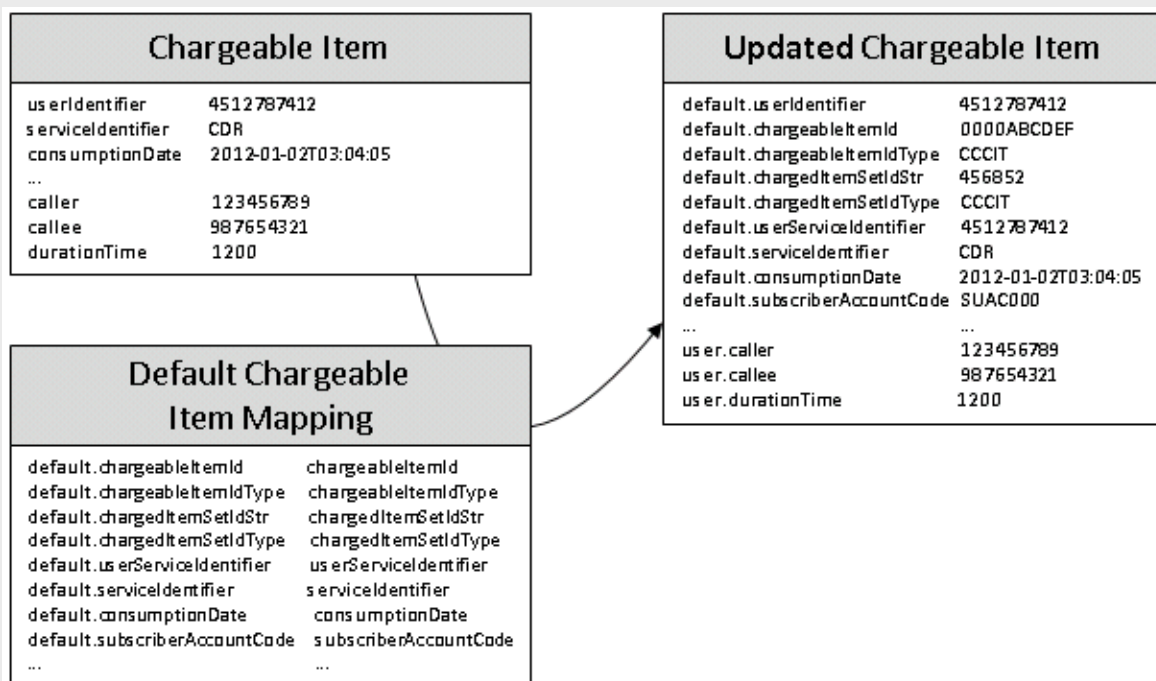 Chargeable Item
userIdentifier 4512787412
serviceIdentifier CDR
consumptionDate 2012-01-02T03:04:05
...
caller 123456789
callee 987654321
durationTime 1200
Default Chargeable
Item Mapping
default.chargeableItemId chargeableItemId
default.chargeableItemIdType chargeableItemIdType
default.chargedItemSetIdStr chargedItemSetIdStr
default.chargedItemSetIdType chargedItemSetIdType
default.userServiceIdentifier userServiceIdentifier
default.serviceIdentifier serviceIdentifier
default.consumptionDate consumptionDate
default.subscriberAccountCode subscriberAccountCode
... ...
Updated Chargeable Item
default.userIdentifier 4512787412
default.chargeableItemId 0000ABCDEF
default.chargeableItemIdType CCCIT
default.chargedItemSetIdStr 456852
default.chargedItemSetIdType CCCIT
default.userServiceIdentifier 4512787412
default.serviceIdentifier CDR
default.consumptionDate 2012-01-02T03:04:05
default.subscriberAccountCode SUAC000
... ...
user.caller 123456789
user.callee 987654321
user.durationTime 1200